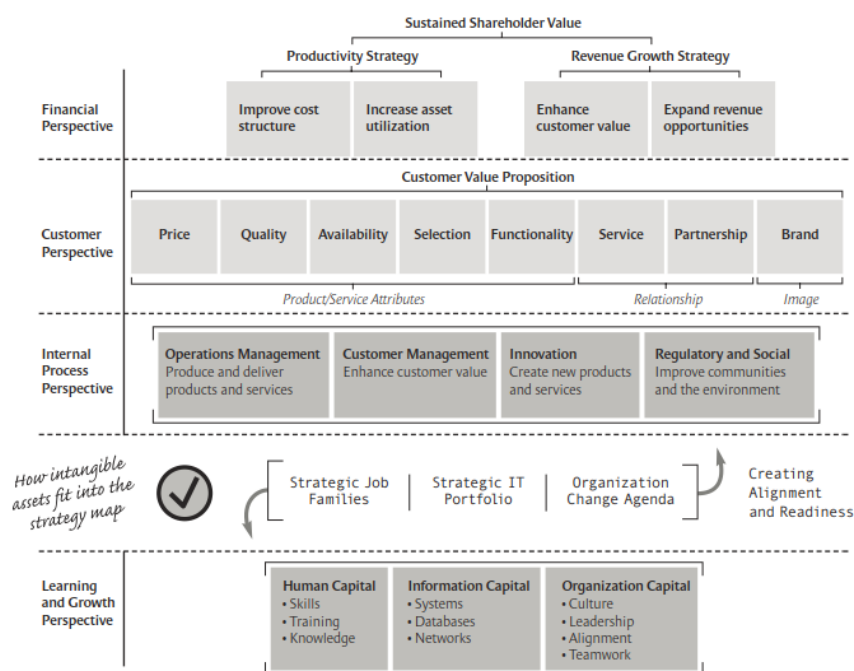 Sustained Shareholder Value
Productivity Strategy
Revenue Growth Strategy
Financial
Perspective
Improve cost
structure
Increase asset
utilization
Enhance
customer value
Expand revenue
opportunities
Customer Value Proposition
Customer
Perspective
Price
Quality
Availability
Selection
Functionality
Service
Partnership
Brand
Product/Service Attributes
Relationship
Image
Internal
Process
Perspective
Operations Management
Produce and deliver
products and services
Customer Management
Enhance customer value
Innovation
Create new products
and services
Regulatory and Social
Improve communities
and the environment
How intangible
assets fit into the
strategy map
Strategic Job
Families
Strategic IT
Portfolio
Organization
Change Agenda
Creating
Alignment
and Readiness
Learning
and Growth
Perspective
Human Capital
• Skills
• Training
• Knowledge
Information Capital
• Systems
• Databases
• Networks
Organization Capital
• Culture
• Leadership
• Alignment
• Teamwork